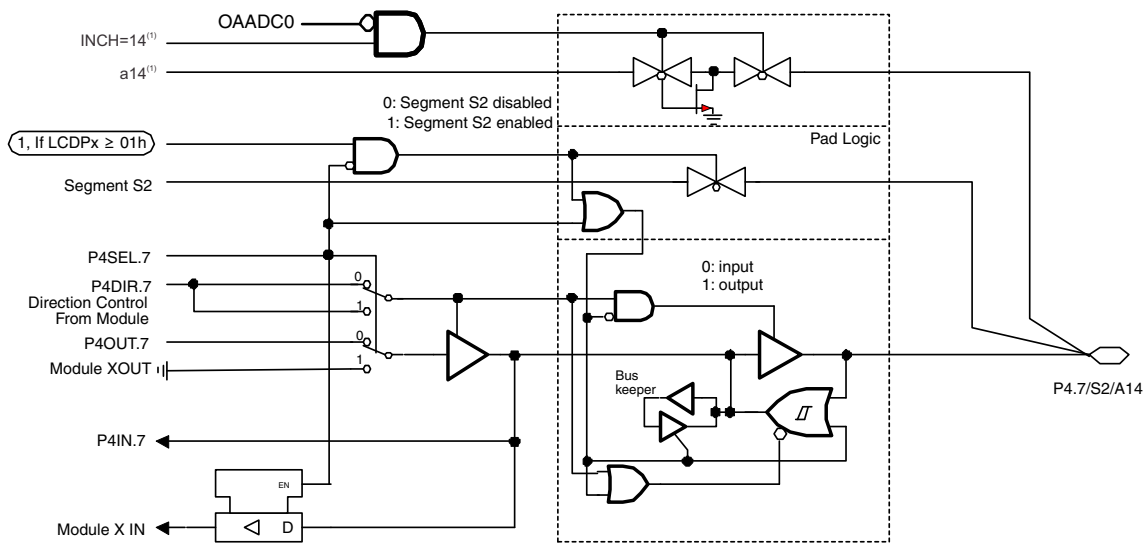 OAADC0
INCH=14(1)
a14(1)
0: Segment S2 disabled
1: Segment S2 enabled
Pad Logic
1, If LCDPx ≥ 01h
Segment S2
P4SEL.7
P4DIR.7
0
Direction Control
From Module
1
0: input
1: output
P4OUT.7
0
Module XOUT
1
Bus
keeper
P4.7/S2/A14
P4IN.7
EN
Module X IN
D